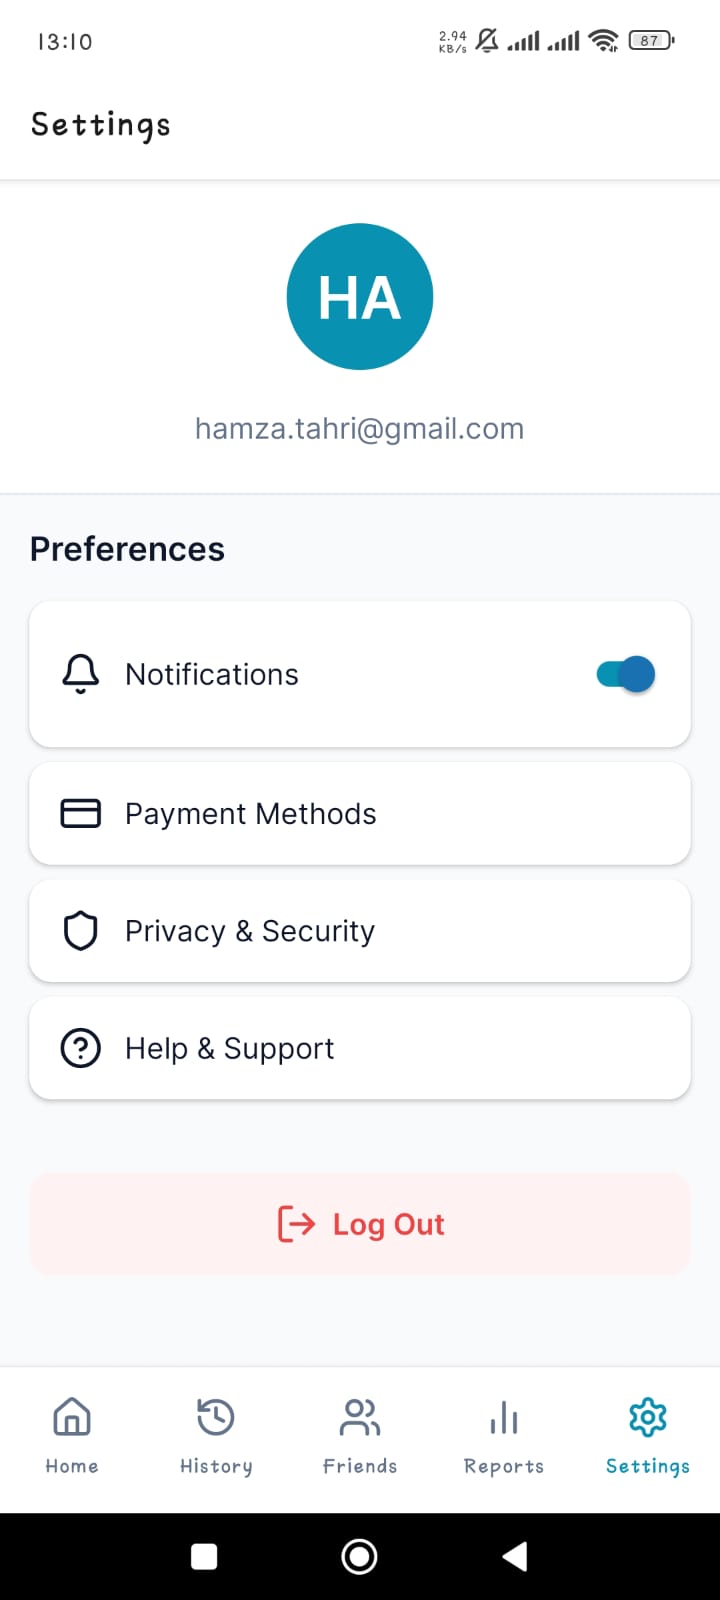 13:10
2.94
KB/s
87
Settings
HA
hamza.tahri@gmail.com
Preferences
Notifications
Payment Methods
Privacy & Security
Help & Support
Log Out
Home History Friends Reports Settings